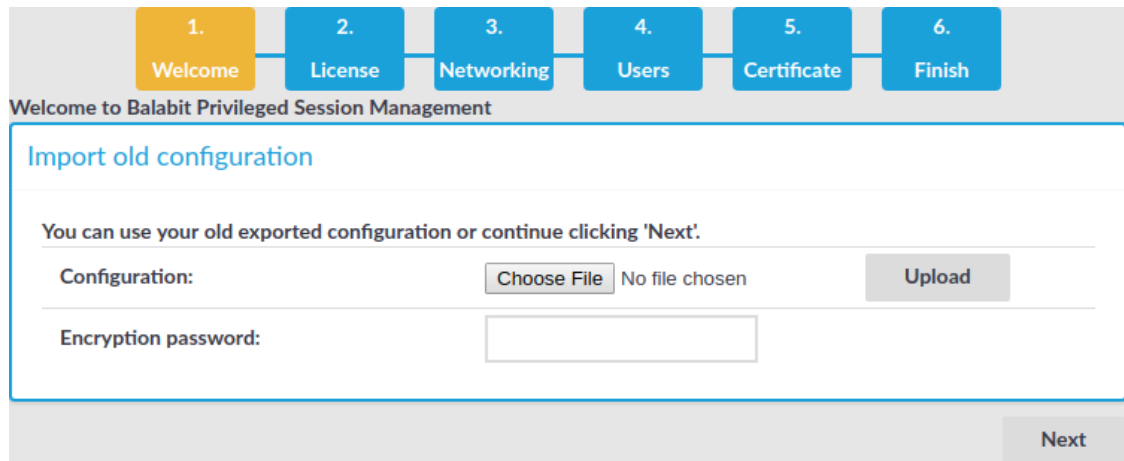 1. 2. 3. 4. 5. 6.
Welcome License Networking Users Certificate Finish
Welcome to Balabit Privileged Session Management
Import old configuration
You can use your old exported configuration or continue clicking 'Next'.
Configuration: Choose File No file chosen Upload
Encryption password:
Next